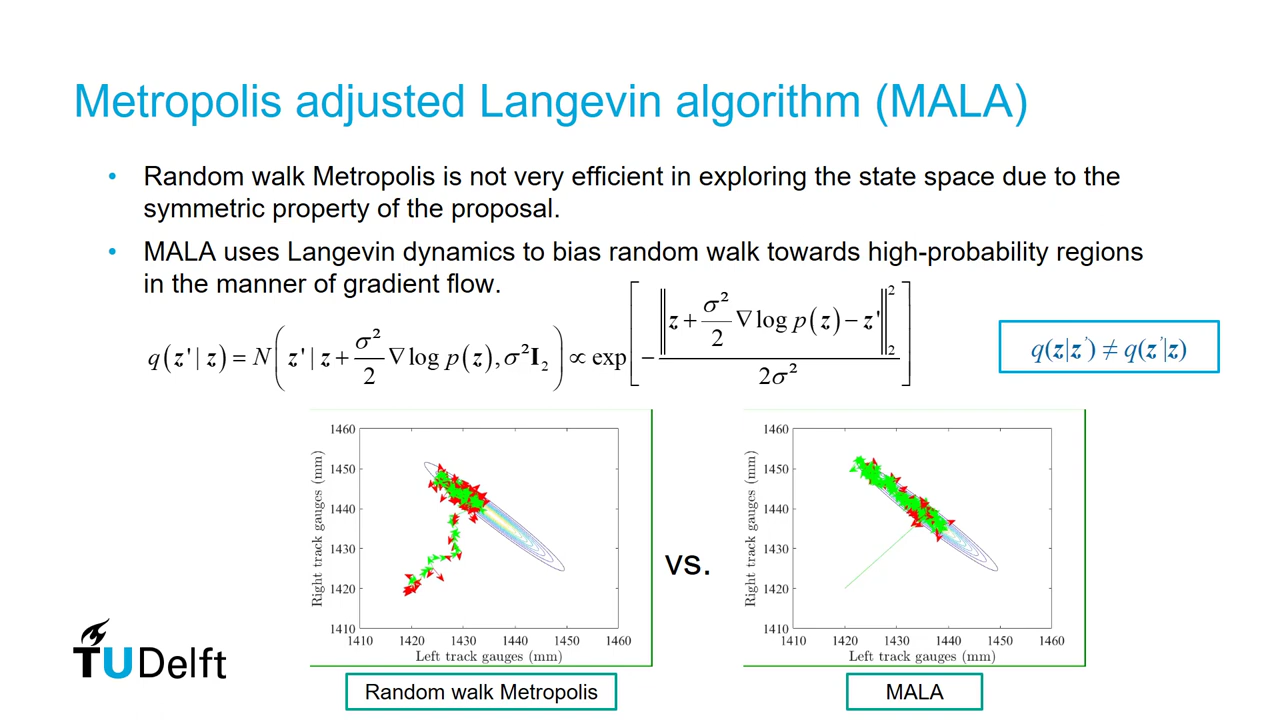 Metropolis adjusted Langevin algorithm (MALA)
• Random walk Metropolis is not very efficient in exploring the state space due to the
symmetric property of the proposal.
• MALA uses Langevin dynamics to bias random walk towards high-probability regions
in the manner of gradient flow.
q(z'|z) = N(z'|z + σ²/2 ∇log p(z), σ²I₂) ∝ exp[−‖z + σ²/2 ∇log p(z) − z'‖₂² / 2σ²]
q(z|z') ≠ q(z'|z)
1460
1450
1440
1430
1420
1410
Right track gauges (mm)
1410 1420 1430 1440 1450 1460
Left track gauges (mm)
Random walk Metropolis
vs.
1460
1450
1440
1430
1420
1410
Right track gauges (mm)
1410 1420 1430 1440 1450 1460
Left track gauges (mm)
MALA
TUDelft